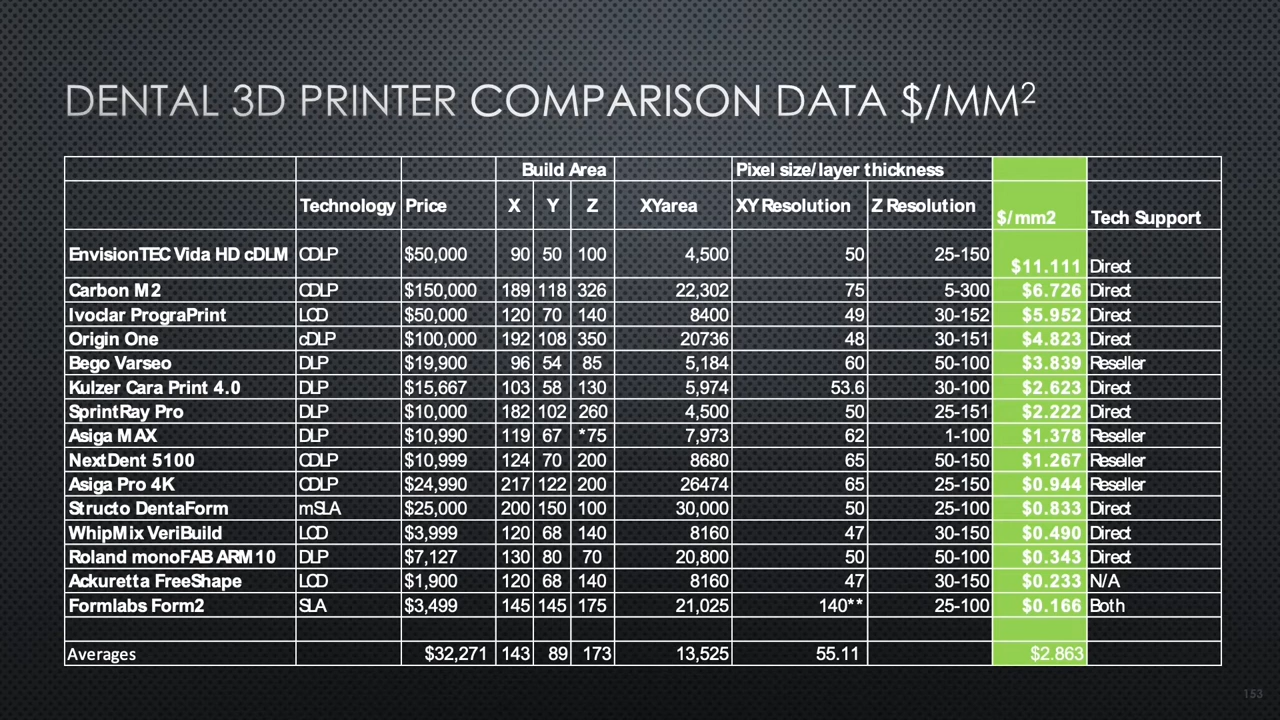 DENTAL 3D PRINTER COMPARISON DATA $/MM²
Build Area Pixel size/layer thickness
Technology Price X Y Z XYarea XY Resolution Z Resolution $/mm2 Tech Support
EnvisionTEC Vida HD cDLM CDLP $50,000 90 50 100 4,500 50 25-150 $11.111 Direct
Carbon M2 CDLP $150,000 189 118 326 22,302 75 5-300 $6.726 Direct
Ivoclar PrograPrint LCD $50,000 120 70 140 8400 49 30-152 $5.952 Direct
Origin One cDLP $100,000 192 108 350 20736 48 30-151 $4.823 Direct
Bego Varseo DLP $19,900 96 54 85 5,184 60 50-100 $3.839 Reseller
Kulzer Cara Print 4.0 DLP $15,667 103 58 130 5,974 53.6 30-100 $2.623 Direct
SprintRay Pro DLP $10,000 182 102 260 4,500 50 25-151 $2.222 Direct
Asiga MAX DLP $10,990 119 67 *75 7,973 62 1-100 $1.378 Reseller
NextDent 5100 CDLP $10,999 124 70 200 8680 65 50-150 $1.267 Reseller
Asiga Pro 4K CDLP $24,990 217 122 200 26474 65 25-150 $0.944 Reseller
Structo DentaForm mSLA $25,000 200 150 100 30,000 50 25-100 $0.833 Direct
WhipMix VeriBuild LCD $3,999 120 68 140 8160 47 30-150 $0.490 Direct
Roland monoFAB ARM10 DLP $7,127 130 80 70 20,800 50 50-100 $0.343 Direct
Ackuretta FreeShape LCD $1,900 120 68 140 8160 47 30-150 $0.233 N/A
Formlabs Form2 SLA $3,499 145 145 175 21,025 140** 25-100 $0.166 Both
Averages $32,271 143 89 173 13,525 55.11 $2.863
153